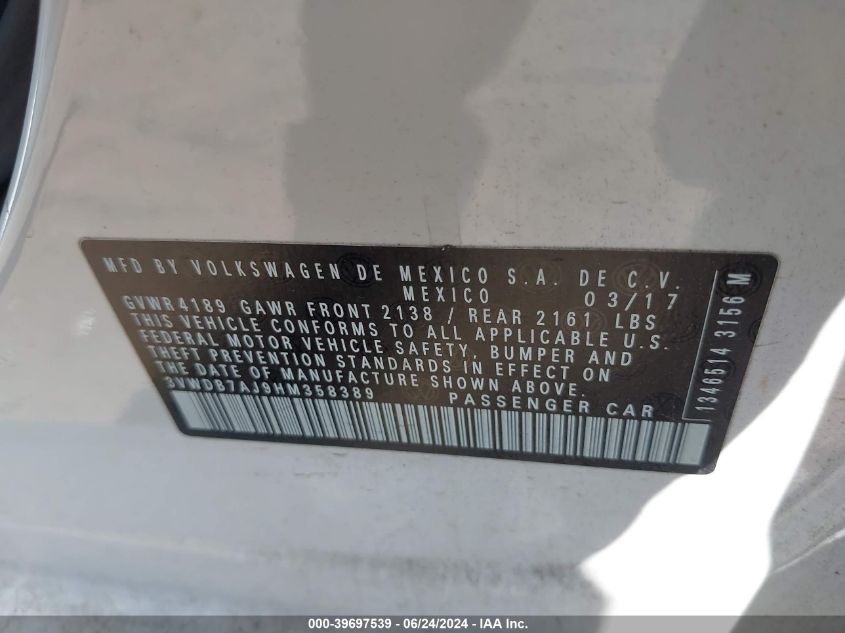 MFD BY VOLKSWAGEN DE MEXICO S.A. DE C.V.
MEXICO 03/17
GVWR 4189 GAWR FRONT 2138 / REAR 2161 LBS
THIS VEHICLE CONFORMS TO ALL APPLICABLE U.S.
FEDERAL MOTOR VEHICLE SAFETY, BUMPER AND
THEFT PREVENTION STANDARDS IN EFFECT ON
THE DATE OF MANUFACTURE SHOWN ABOVE.
3VWDB7AJ9HM358389 PASSENGER CAR
1346514 3156 M
000-39697539 - 06/24/2024 - IAA Inc.